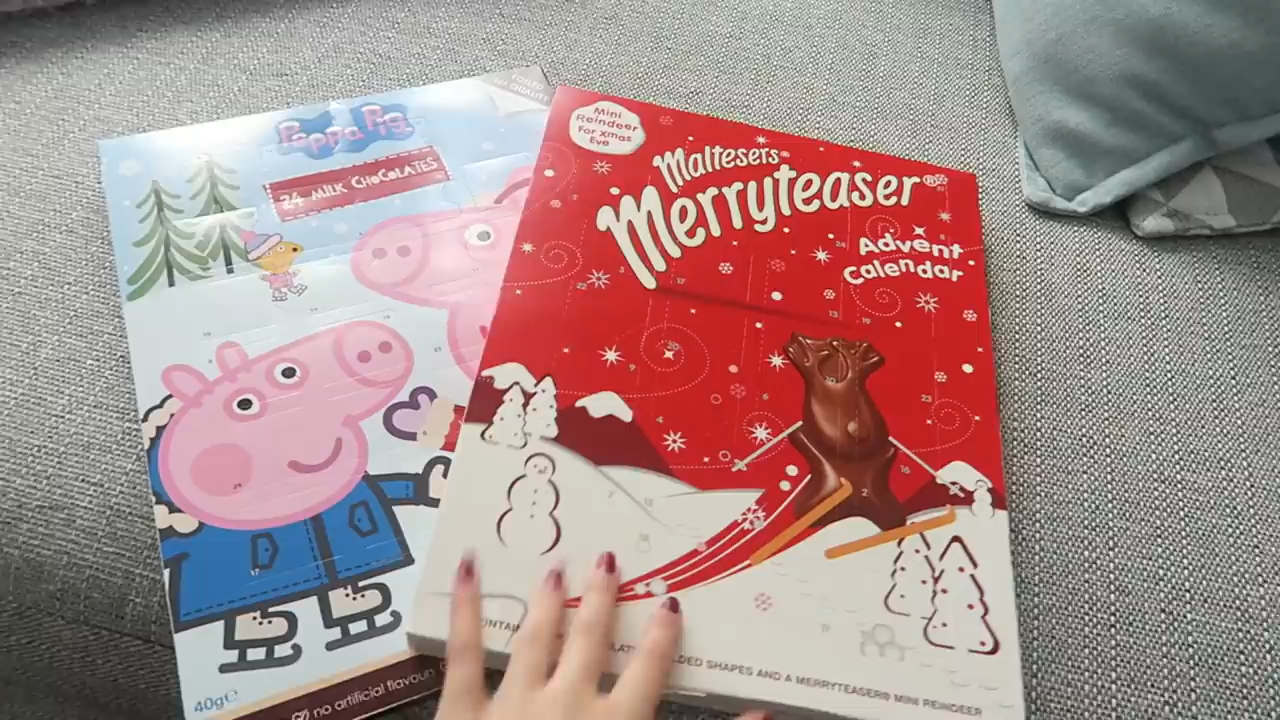 Peppa Pig
24 MILK CHOCOLATES
40g℮
no artificial flavour
Mini
Reindeer
For Xmas
Eve
Maltesers®
Merryteaser®
Advent
Calendar
SHAPES AND A MERRYTEASER® MINI REINDEER